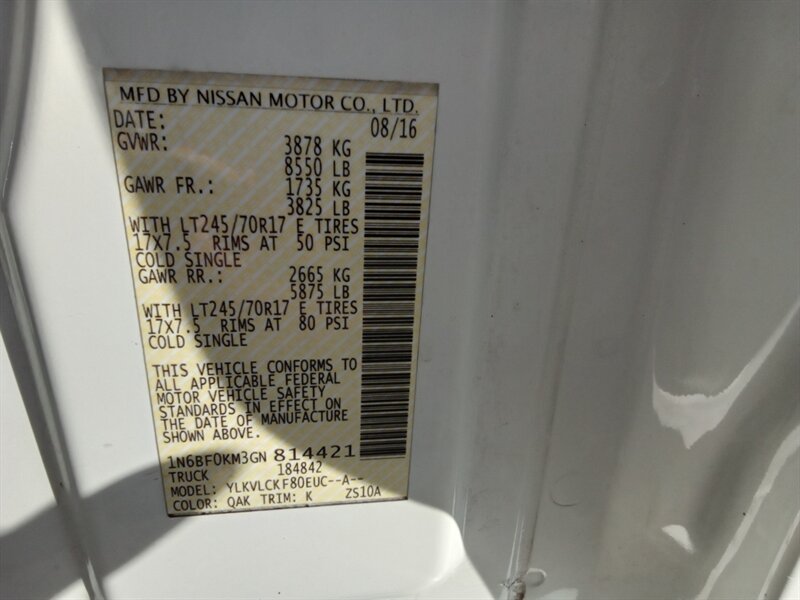 MFD BY NISSAN MOTOR CO., LTD.
DATE: 08/16
GVWR: 3878 KG
8550 LB
GAWR FR.: 1735 KG
3825 LB
WITH LT245/70R17 E TIRES
17X7.5 RIMS AT 50 PSI
COLD SINGLE
GAWR RR.: 2665 KG
5875 LB
WITH LT245/70R17 E TIRES
17X7.5 RIMS AT 80 PSI
COLD SINGLE
THIS VEHICLE CONFORMS TO
ALL APPLICABLE FEDERAL
MOTOR VEHICLE SAFETY
STANDARDS IN EFFECT ON
THE DATE OF MANUFACTURE
SHOWN ABOVE.
1N6BF0KM3GN 814421
TRUCK 184842
MODEL: YLKVLCKF80EUC--A--
COLOR: QAK TRIM: K ZS10A